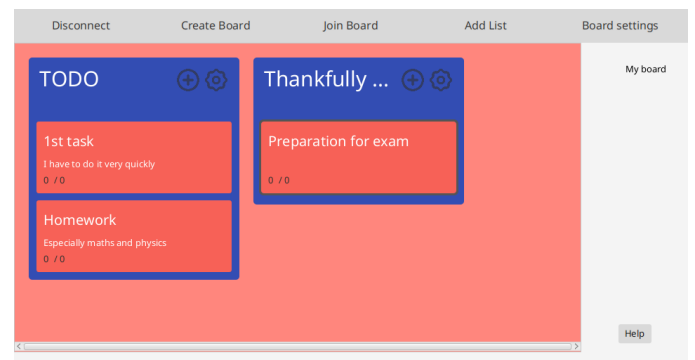 Disconnect
Create Board
Join Board
Add List
Board settings
My board
TODO
1st task
I have to do it very quickly
0 / 0
Homework
Especially maths and physics
0 / 0
Thankfully ...
Preparation for exam
0 / 0
Help